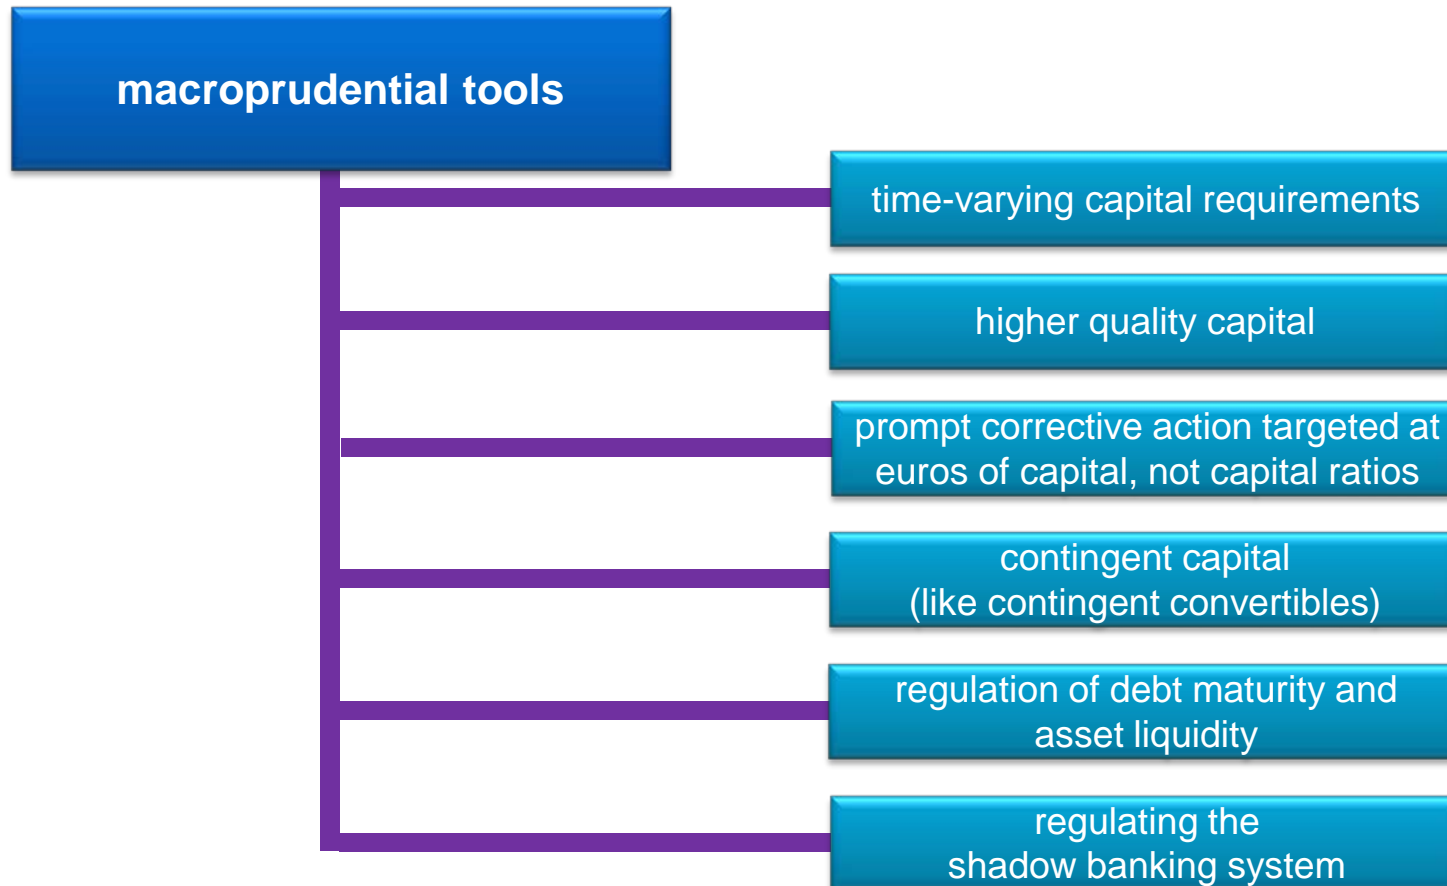 macroprudential tools
time-varying capital requirements
higher quality capital
prompt corrective action targeted at
euros of capital, not capital ratios
contingent capital
(like contingent convertibles)
regulation of debt maturity and
asset liquidity
regulating the
shadow banking system